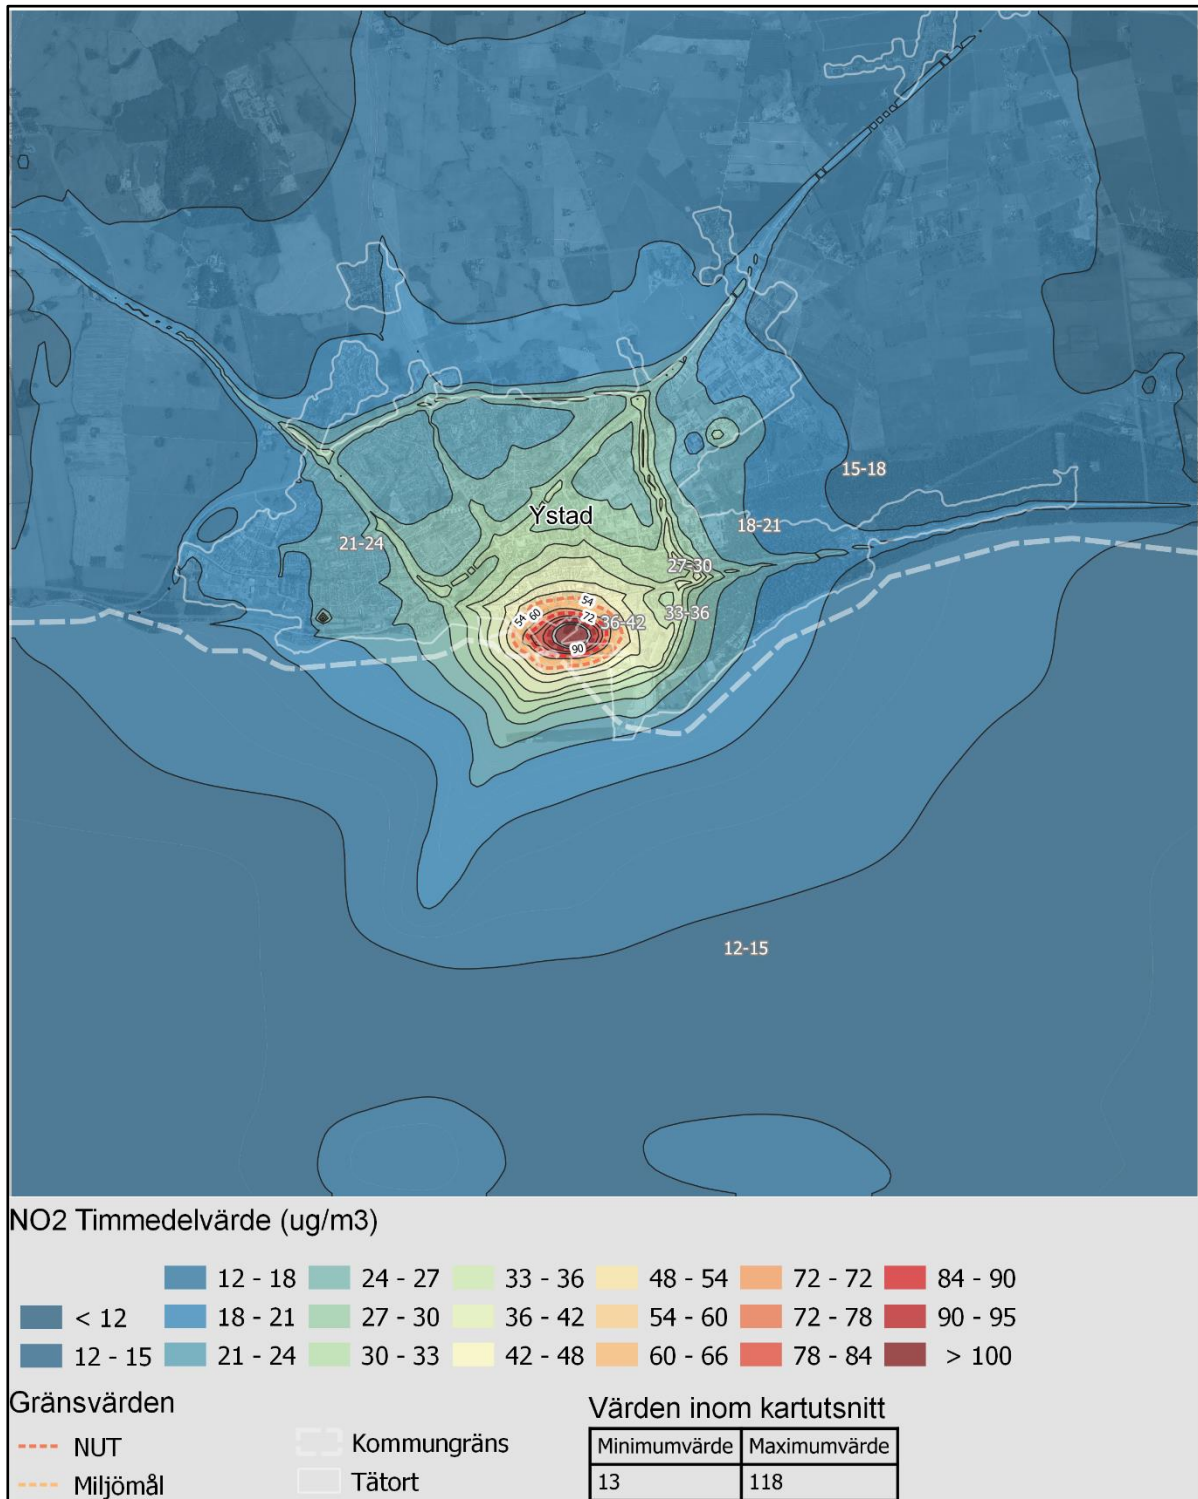 15-18
Ystad
18-21
21-24
27-30
54
54
60
72
33-36
36-42
90
12-15
NO2 Timmedelvärde (ug/m3)
12 - 18 24 - 27 33 - 36 48 - 54 72 - 72 84 - 90
< 12 18 - 21 27 - 30 36 - 42 54 - 60 72 - 78 90 - 95
12 - 15 21 - 24 30 - 33 42 - 48 60 - 66 78 - 84 > 100
Gränsvärden
Värden inom kartutsnitt
NUT Kommungräns Minimumvärde Maximumvärde
Miljömål Tätort 13 118